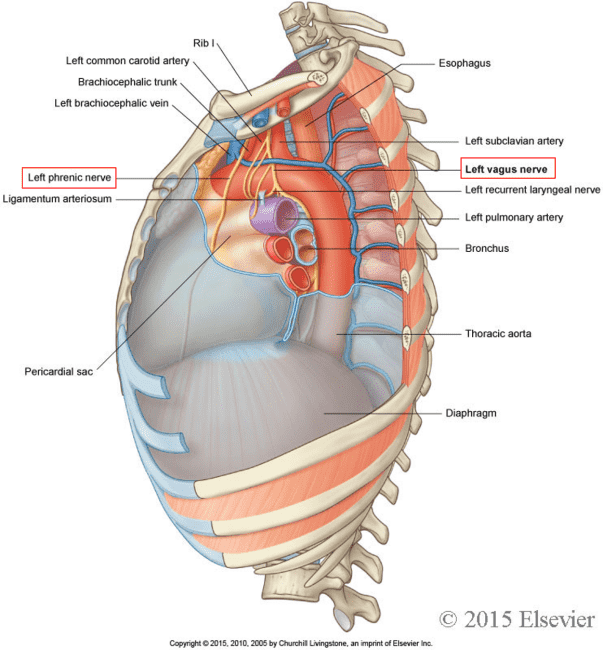 Rib I
Left common carotid artery
Brachiocephalic trunk
Left brachiocephalic vein
Left phrenic nerve
Ligamentum arteriosum
Pericardial sac
Esophagus
Left subclavian artery
Left vagus nerve
Left recurrent laryngeal nerve
Left pulmonary artery
Bronchus
Thoracic aorta
Diaphragm
© 2015 Elsevier
Copyright © 2015, 2010, 2005 by Churchill Livingstone, an imprint of Elsevier Inc.